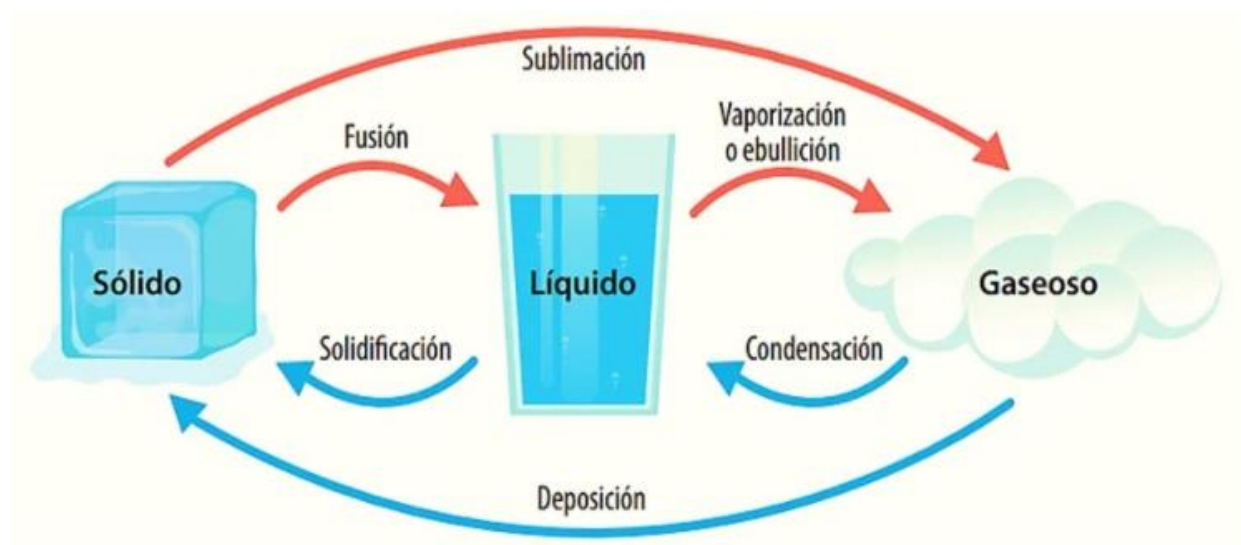 Sublimación
Fusión
Vaporización
o ebullición
Sólido
Líquido
Gaseoso
Solidificación
Condensación
Deposición